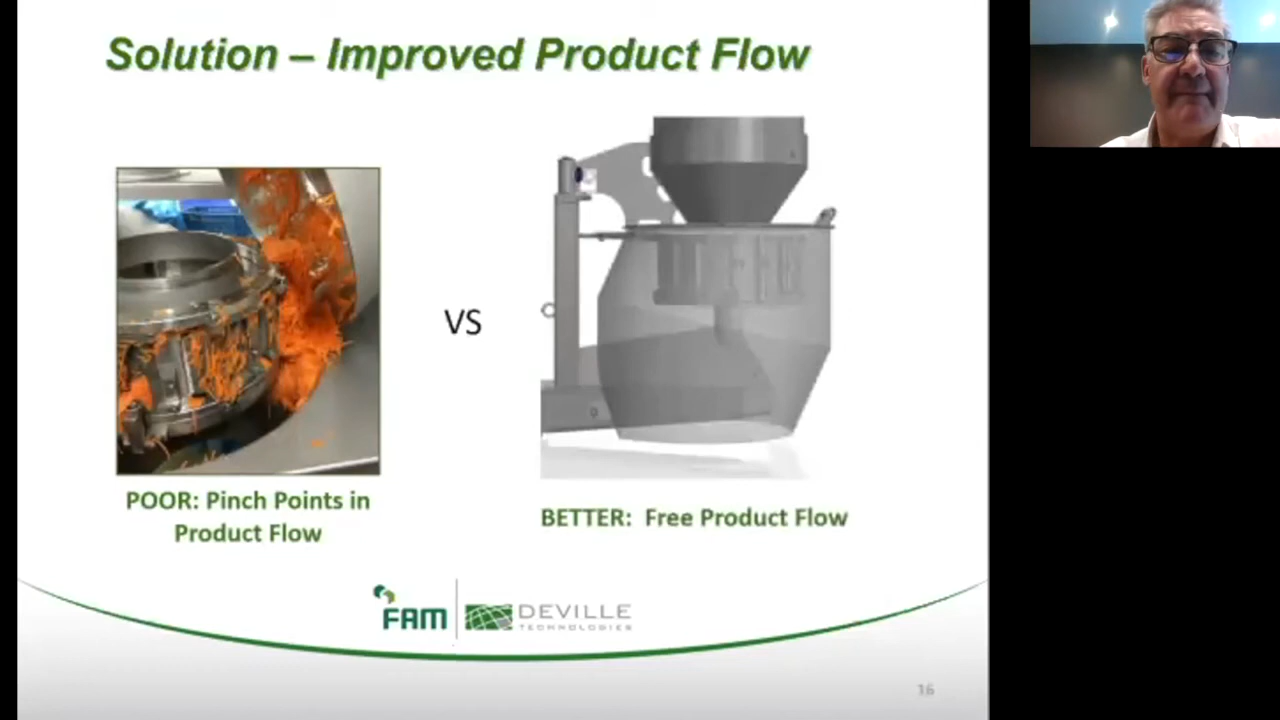 Solution – Improved Product Flow
VS
POOR: Pinch Points in
Product Flow
BETTER: Free Product Flow
FAM
DEVILLE
TECHNOLOGIES
16